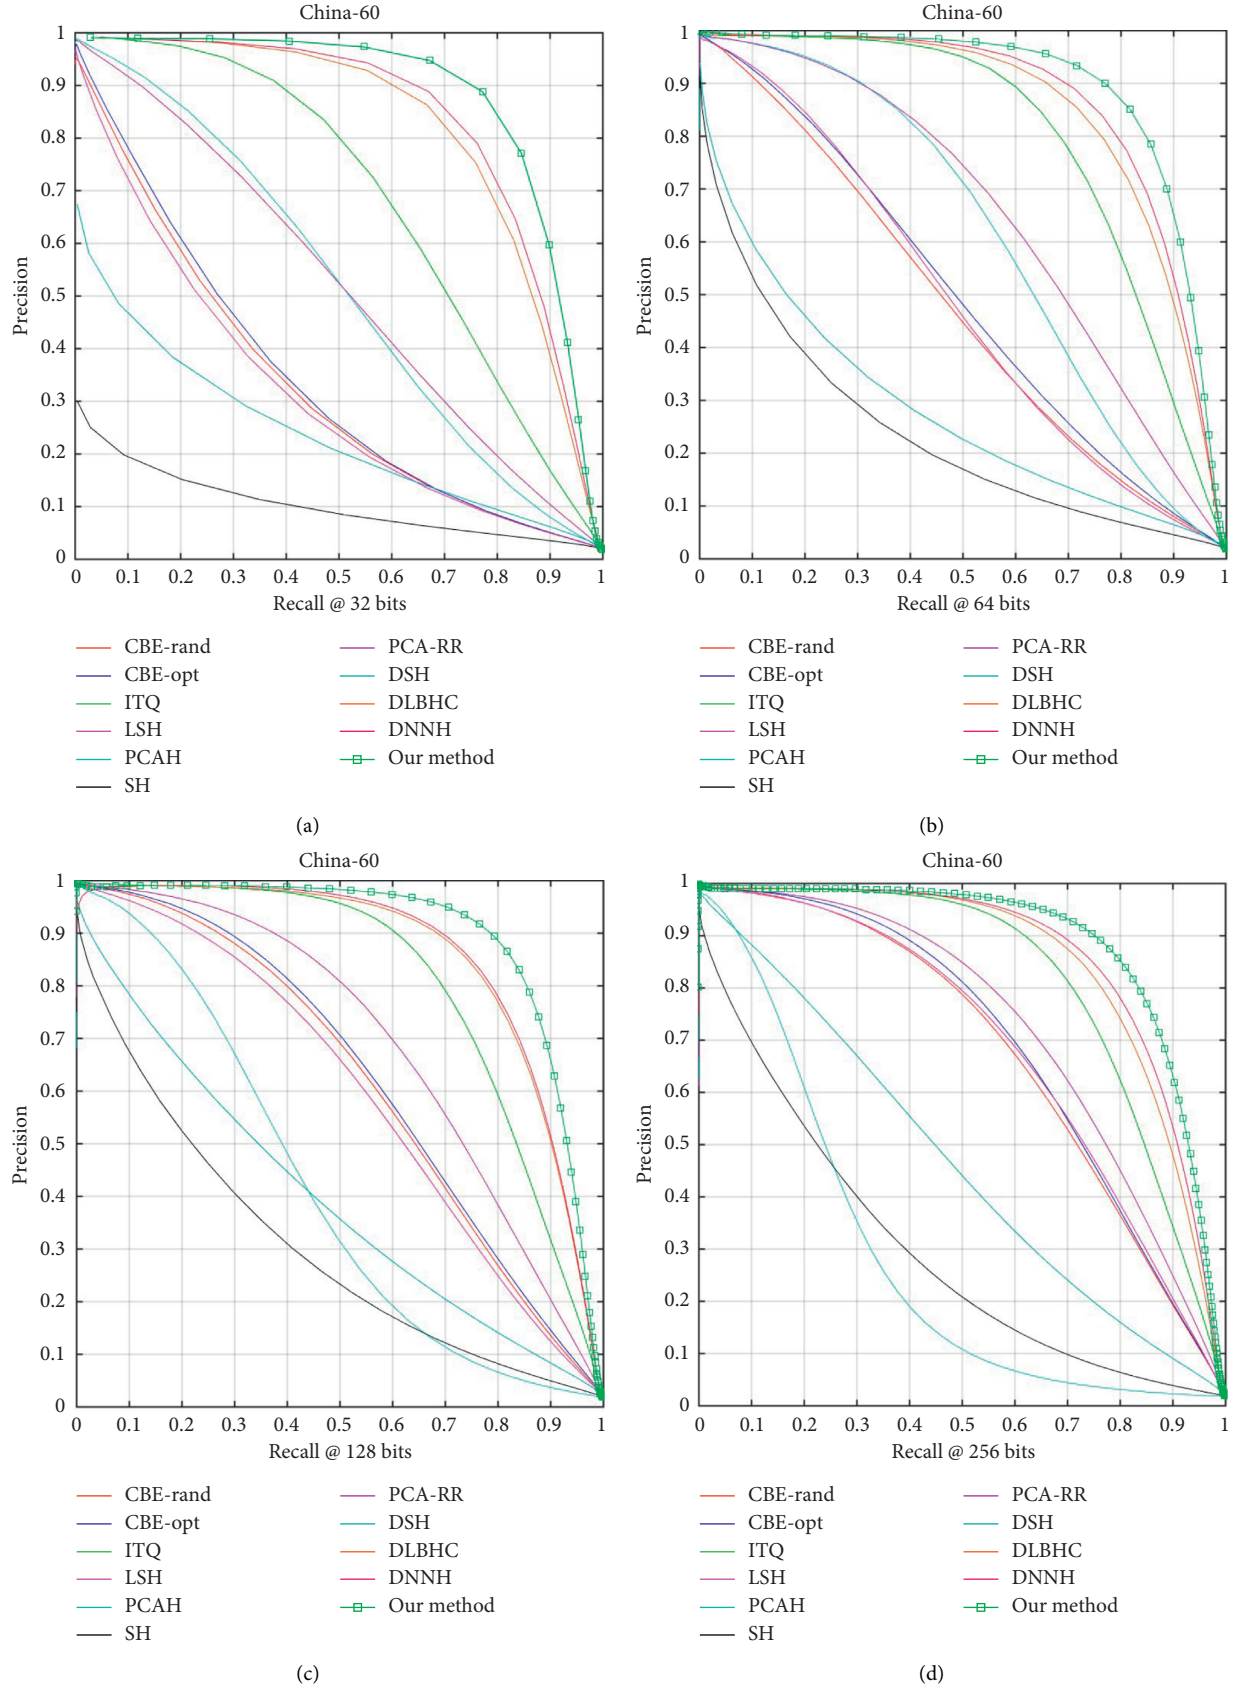 China-60
1
0.9
0.8
0.7
0.6
0.5
0.4
0.3
0.2
0.1
0
Precision
0 0.1 0.2 0.3 0.4 0.5 0.6 0.7 0.8 0.9 1
Recall @ 32 bits
CBE-rand
CBE-opt
ITQ
LSH
PCAH
SH
PCA-RR
DSH
DLBHC
DNNH
Our method
(a)
China-60
1
0.9
0.8
0.7
0.6
0.5
0.4
0.3
0.2
0.1
0
Precision
0 0.1 0.2 0.3 0.4 0.5 0.6 0.7 0.8 0.9 1
Recall @ 64 bits
CBE-rand
CBE-opt
ITQ
LSH
PCAH
SH
PCA-RR
DSH
DLBHC
DNNH
Our method
(b)
China-60
1
0.9
0.8
0.7
0.6
0.5
0.4
0.3
0.2
0.1
0
Precision
0 0.1 0.2 0.3 0.4 0.5 0.6 0.7 0.8 0.9 1
Recall @ 128 bits
CBE-rand
CBE-opt
ITQ
LSH
PCAH
SH
PCA-RR
DSH
DLBHC
DNNH
Our method
(c)
China-60
1
0.9
0.8
0.7
0.6
0.5
0.4
0.3
0.2
0.1
0
Precision
0 0.1 0.2 0.3 0.4 0.5 0.6 0.7 0.8 0.9 1
Recall @ 256 bits
CBE-rand
CBE-opt
ITQ
LSH
PCAH
SH
PCA-RR
DSH
DLBHC
DNNH
Our method
(d)